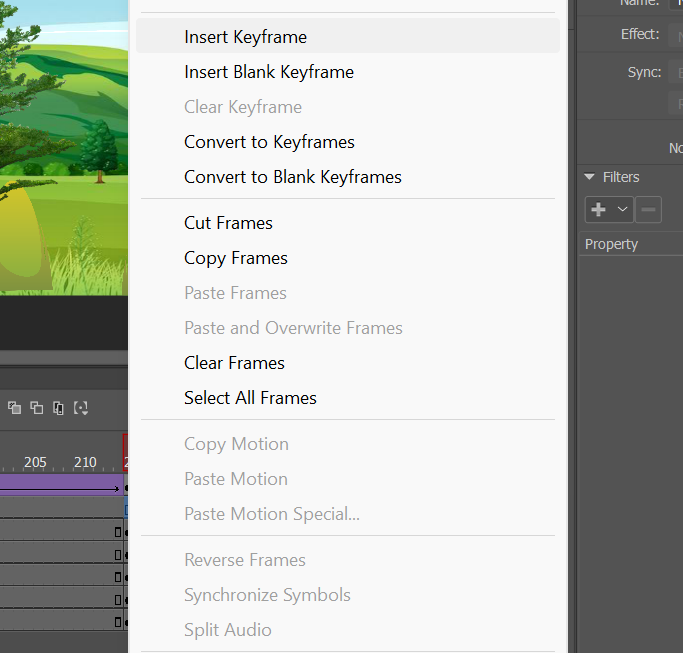 Name:
Insert Keyframe
Effect:
Insert Blank Keyframe
Sync:
Clear Keyframe
Convert to Keyframes
Convert to Blank Keyframes
Filters
Cut Frames
Property
Copy Frames
Paste Frames
Paste and Overwrite Frames
Clear Frames
Select All Frames
Copy Motion
205 210
Paste Motion
Paste Motion Special...
Reverse Frames
Synchronize Symbols
Split Audio